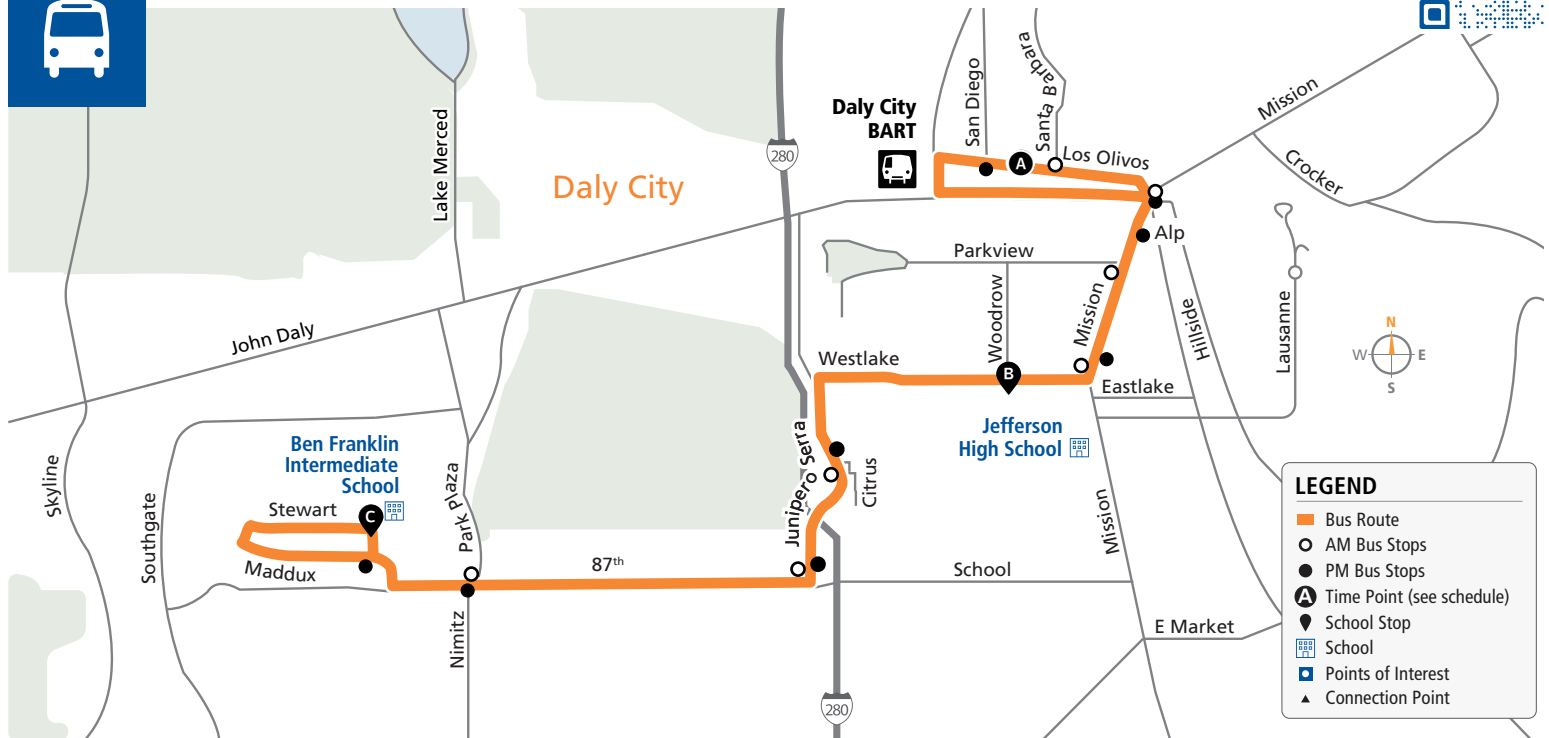 Daly City
BART
San Diego
Santa Barbara
Los Olivos
Mission
Crocker
Lake Merced
280
Daly City
Alp
Parkview
Woodrow
Mission
Hillside
Lausanne
N
W
E
S
John Daly
Westlake
B
A
Eastlake
Jefferson
High School
Ben Franklin
Intermediate
School
Skyline
Southgate
Stewart
C
Park Plaza
Junipero Serra
Citrus
Mission
Maddux
87th
School
Nimitz
E Market
280
LEGEND
Bus Route
AM Bus Stops
PM Bus Stops
A Time Point (see schedule)
School Stop
School
Points of Interest
Connection Point